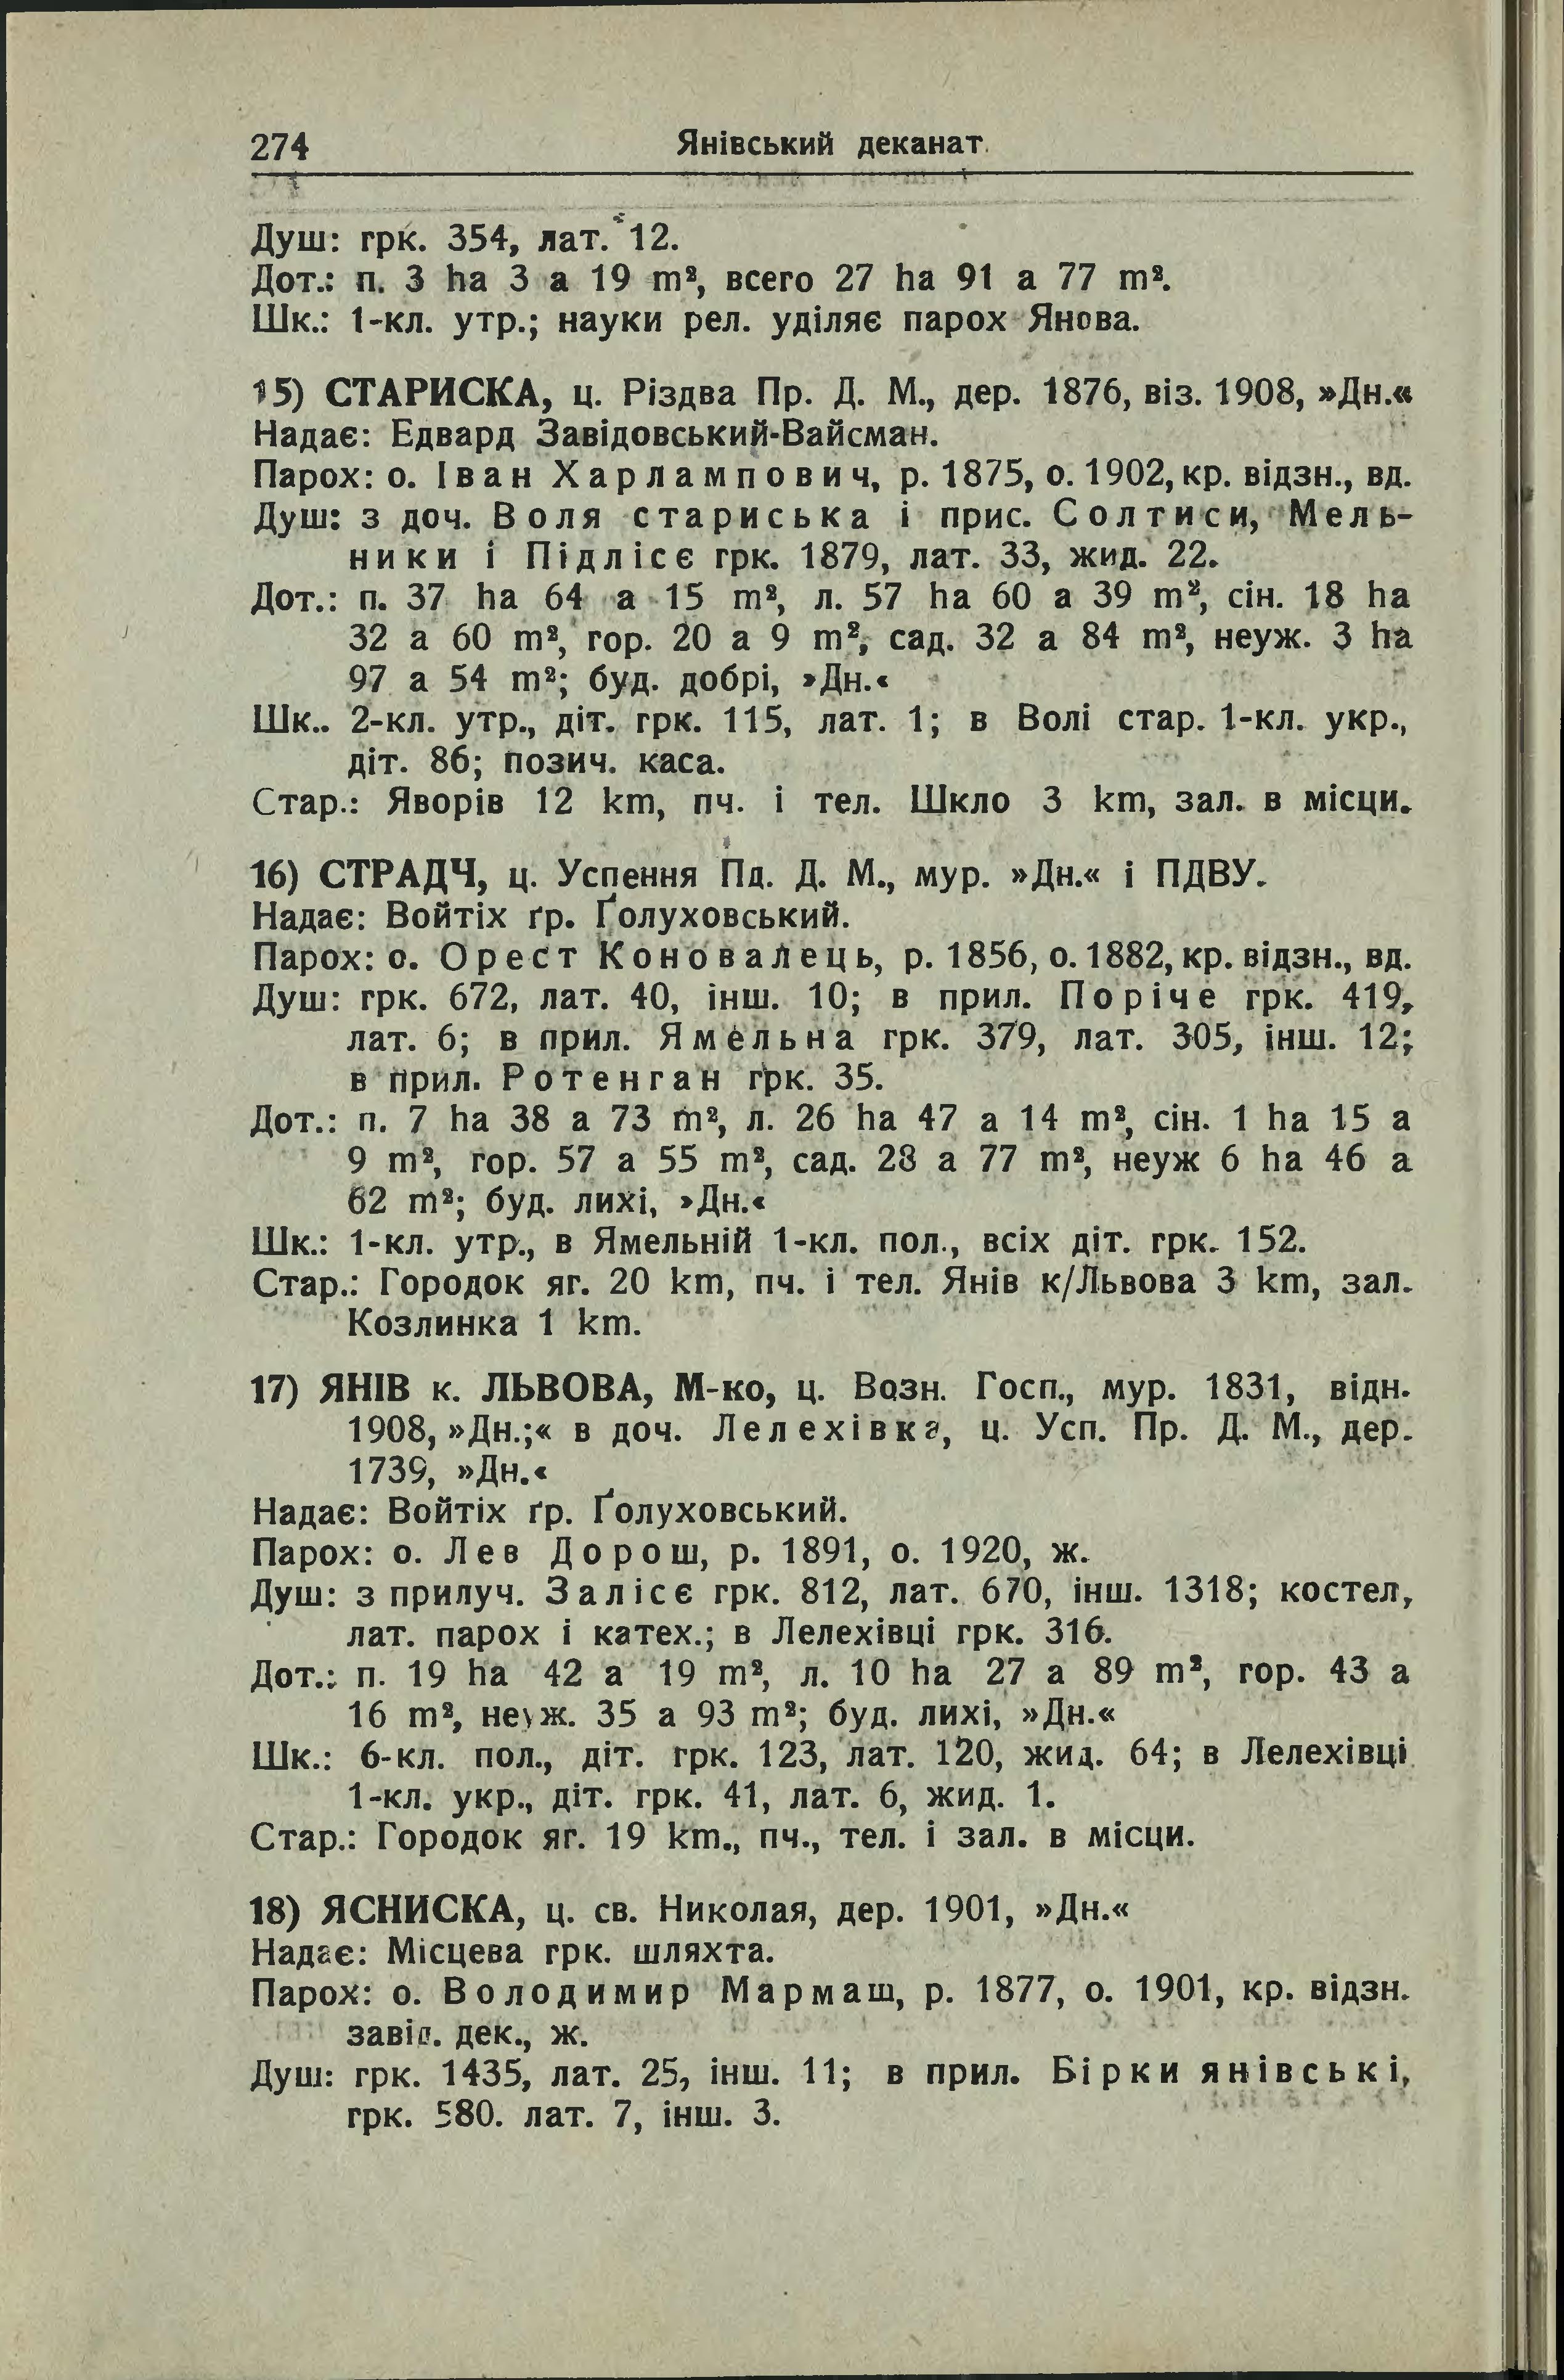 274
Янівський деканат
Душ: грк. 354, лат. 12.
Дот.: п. 3 ha 3 a 19 m², всего 27 ha 91 a 77 m².
Шк.: 1-кл. утр.; науки рел. уділяє парох Янова.
15) СТАРИСКА, ц. Різдва Пр. Д. М., дер. 1876, віз. 1908, »Дн.«
Надає: Едвард Завідовський-Вайсман.
Парох: о. Іван Харлампович, р. 1875, о. 1902, кр. відзн., вд.
Душ: з доч. Воля стариська і прис. Солтиси, Мель-
ники і Підлісє грк. 1879, лат. 33, жид. 22.
Дот.: п. 37 ha 64 a 15 m², л. 57 ha 60 a 39 m², сін. 18 ha
32 a 60 m², гор. 20 a 9 m², сад. 32 a 84 m², неуж. 3 ha
97 a 54 m²; буд. добрі, »Дн.«
Шк.. 2-кл. утр., діт. грк. 115, лат. 1; в Волі стар. 1-кл. укр.,
діт. 86; позич. каса.
Стар.: Яворів 12 km, пч. і тел. Шкло 3 km, зал. в місци.
16) СТРАДЧ, ц. Успення Пд. Д. М., мур. »Дн.« і ПДВУ.
Надає: Войтіх ґр. Ґолуховський.
Парох: о. Орест Коновалець, р. 1856, о. 1882, кр. відзн., вд.
Душ: грк. 672, лат. 40, інш. 10; в прил. Поріче грк. 419,
лат. 6; в прил. Ямельна грк. 379, лат. 305, інш. 12;
в прил. Ротенган грк. 35.
Дот.: п. 7 ha 38 a 73 m², л. 26 ha 47 a 14 m², сін. 1 ha 15 a
9 m², гор. 57 a 55 m², сад. 28 a 77 m², неуж 6 ha 46 a
62 m²; буд. лихі, »Дн.«
Шк.: 1-кл. утр., в Ямельній 1-кл. пол., всіх діт. грк. 152.
Стар.: Городок яг. 20 km, пч. і тел. Янів к/Львова 3 km, зал.
Козлинка 1 km.
17) ЯНІВ к. ЛЬВОВА, М-ко, ц. Возн. Госп., мур. 1831, відн.
1908, »Дн.;« в доч. Лелехівка, ц. Усп. Пр. Д. М., дер.
1739, »Дн.«
Надає: Войтіх ґр. Ґолуховський.
Парох: о. Лев Дорош, р. 1891, о. 1920, ж.
Душ: з прилуч. Залісє грк. 812, лат. 670, інш. 1318; костел,
лат. парох і катех.; в Лелехівці грк. 316.
Дот.: п. 19 ha 42 a 19 m², л. 10 ha 27 a 89 m², гор. 43 a
16 m², неуж. 35 a 93 m²; буд. лихі, »Дн.«
Шк.: 6-кл. пол., діт. грк. 123, лат. 120, жид. 64; в Лелехівці
1-кл. укр., діт. грк. 41, лат. 6, жид. 1.
Стар.: Городок яг. 19 km., пч., тел. і зал. в місци.
18) ЯСНИСКА, ц. св. Николая, дер. 1901, »Дн.«
Надає: Місцева грк. шляхта.
Парох: о. Володимир Мармаш, р. 1877, о. 1901, кр. відзн.
завід. дек., ж.
Душ: грк. 1435, лат. 25, інш. 11; в прил. Бірки янівські,
грк. 580. лат. 7, інш. 3.